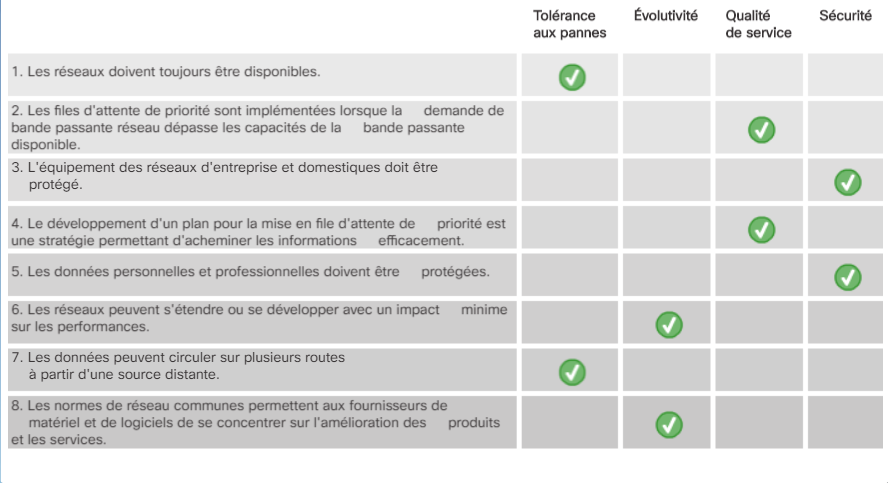 Tolérance
aux pannes
Évolutivité
Qualité
de service
Sécurité
1. Les réseaux doivent toujours être disponibles.
2. Les files d'attente de priorité sont implémentées lorsque la demande de
bande passante réseau dépasse les capacités de la bande passante
disponible.
3. L'équipement des réseaux d'entreprise et domestiques doit être
protégé.
4. Le développement d'un plan pour la mise en file d'attente de priorité est
une stratégie permettant d'acheminer les informations efficacement.
5. Les données personnelles et professionnelles doivent être protégées.
6. Les réseaux peuvent s'étendre ou se développer avec un impact minime
sur les performances.
7. Les données peuvent circuler sur plusieurs routes
à partir d'une source distante.
8. Les normes de réseau communes permettent aux fournisseurs de
matériel et de logiciels de se concentrer sur l'amélioration des produits
et les services.